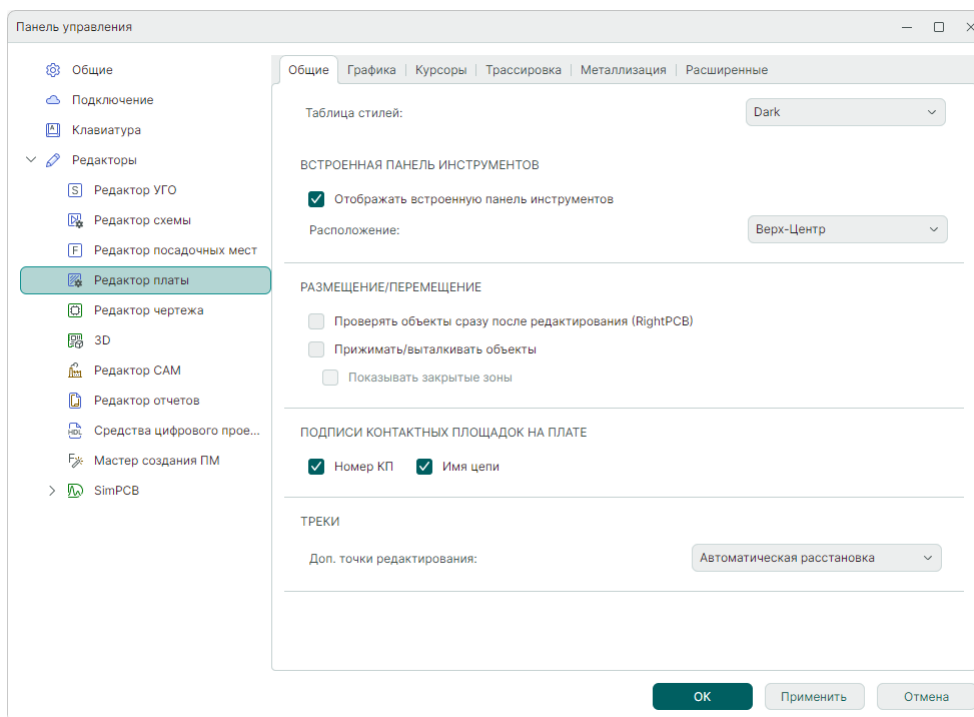 Панель управления
Общие
Подключение
Клавиатура
Редакторы
Редактор УГО
Редактор схемы
Редактор посадочных мест
Редактор платы
Редактор чертежа
3D
Редактор CAM
Редактор отчетов
Средства цифрового прое...
Мастер создания ПМ
SimPCB
Общие Графика Курсоры Трассировка Металлизация Расширенные
Таблица стилей: Dark
ВСТРОЕННАЯ ПАНЕЛЬ ИНСТРУМЕНТОВ
Отображать встроенную панель инструментов
Расположение: Верх-Центр
РАЗМЕЩЕНИЕ/ПЕРЕМЕЩЕНИЕ
Проверять объекты сразу после редактирования (RightPCB)
Прижимать/выталкивать объекты
Показывать закрытые зоны
ПОДПИСИ КОНТАКТНЫХ ПЛОЩАДОК НА ПЛАТЕ
Номер КП Имя цепи
ТРЕКИ
Доп. точки редактирования: Автоматическая расстановка
ОК Применить Отмена